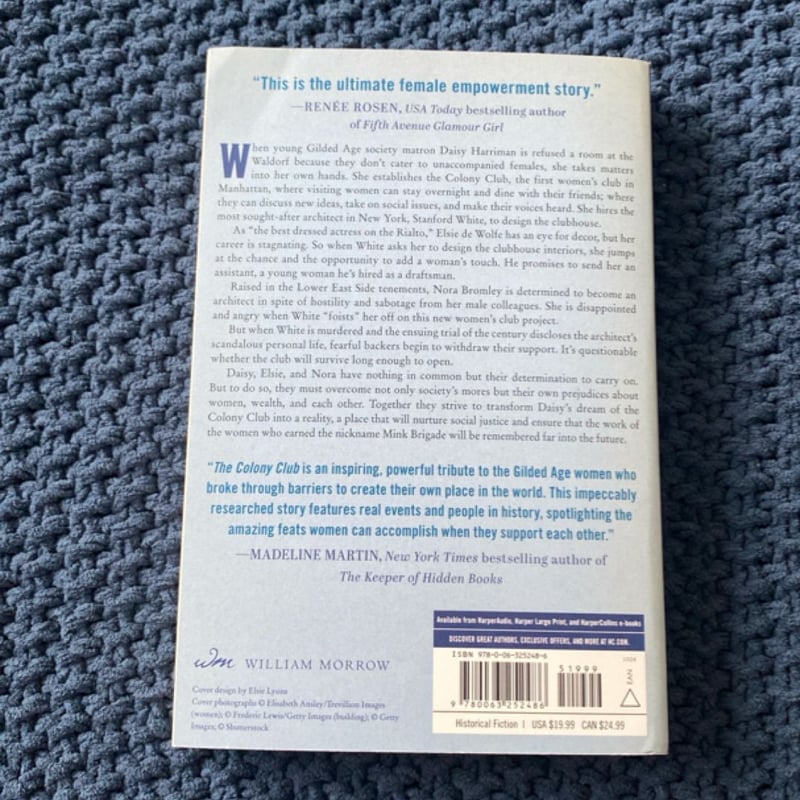 "This is the ultimate female empowerment story."
—RENÉE ROSEN, USA Today bestselling author
of Fifth Avenue Glamour Girl
When young Gilded Age society matron Daisy Harriman is refused a room at the
Waldorf because they don't cater to unaccompanied females, she takes matters
into her own hands. She establishes the Colony Club, the first women's club in
Manhattan, where visiting women can stay overnight and dine with their friends; where
they can discuss new ideas, take on social issues, and make their voices heard. She hires the
most sought-after architect in New York, Stanford White, to design the clubhouse.
As "the best dressed actress on the Rialto," Elsie de Wolfe has an eye for decor, but her
career is stagnating. So when White asks her to design the clubhouse interiors, she jumps
at the chance and the opportunity to add a woman's touch. He promises to send her an
assistant, a young woman he's hired as a draftsman.
Raised in the Lower East Side tenements, Nora Bromley is determined to become an
architect in spite of hostility and sabotage from her male colleagues. She is disappointed
and angry when White "foists" her off on this new women's club project.
But when White is murdered and the ensuing trial of the century discloses the architect's
scandalous personal life, fearful backers begin to withdraw their support. It's questionable
whether the club will survive long enough to open.
Daisy, Elsie, and Nora have nothing in common but their determination to carry on.
But to do so, they must overcome not only society's mores but their own prejudices about
women, wealth, and each other. Together they strive to transform Daisy's dream of the
Colony Club into a reality, a place that will nurture social justice and ensure that the work of
the women who earned the nickname Mink Brigade will be remembered far into the future.
"The Colony Club is an inspiring, powerful tribute to the Gilded Age women who
broke through barriers to create their own place in the world. This impeccably
researched story features real events and people in history, spotlighting the
amazing feats women can accomplish when they support each other."
—MADELINE MARTIN, New York Times bestselling author of
The Keeper of Hidden Books
Available from HarperAudio, Harper Large Print, and HarperCollins e-books
DISCOVER GREAT AUTHORS, EXCLUSIVE OFFERS, AND MORE AT HC.COM.
ISBN 978-0-06-325248-6
51999
EAN
9 780063 252486
Historical Fiction | USA $19.99 CAN $24.99
wm WILLIAM MORROW
Cover design by Elsie Lyons
Cover photographs © Elisabeth Ansley/Trevillion Images
(women); © Frederic Lewis/Getty Images (building); © Getty
Images; © Shutterstock